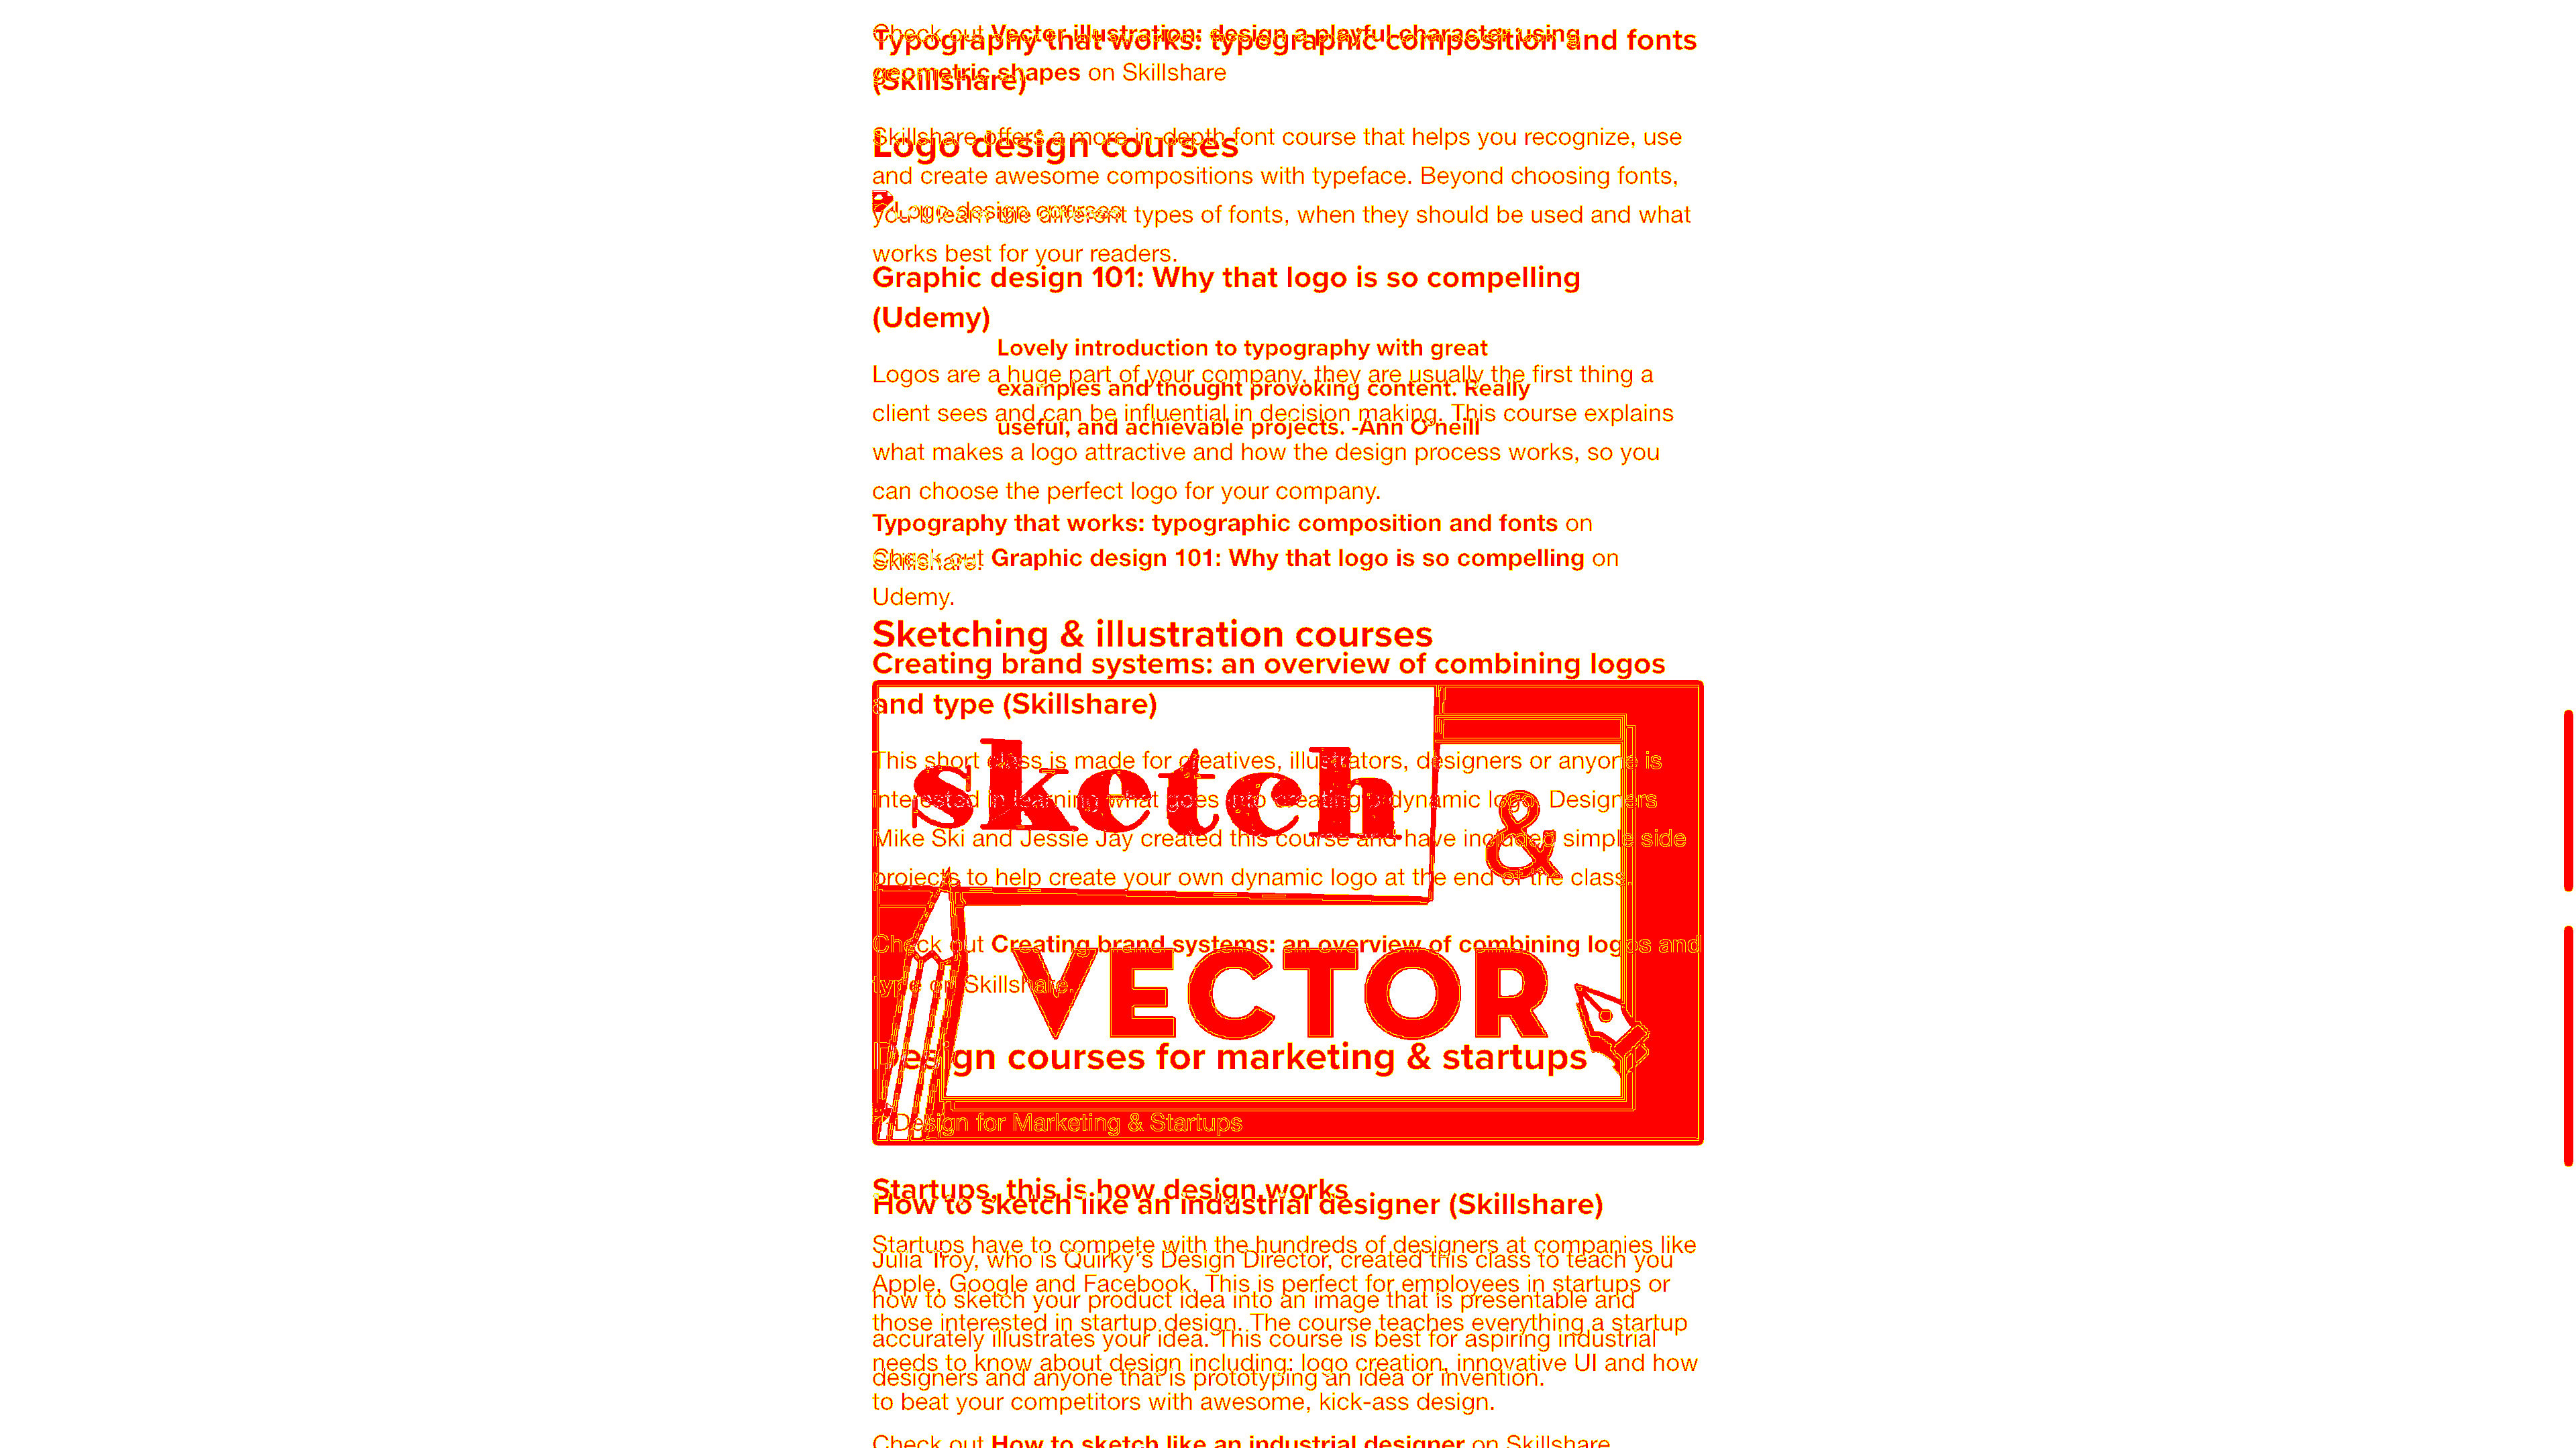 Check out Vector illustration: design a playful character using
Typography that works: typographic composition and fonts
geometric shapes on Skillshare
(Skillshare)
Skillshare offers a more in-depth font course that helps you recognize, use
Logo design courses
and create awesome compositions with typeface. Beyond choosing fonts,
Logo design courses
you'll learn the different types of fonts, when they should be used and what
works best for your readers.
Graphic design 101: Why that logo is so compelling
(Udemy)
Lovely introduction to typography with great
Logos are a huge part of your company, they are usually the first thing a
examples and thought provoking content. Really
client sees and can be influential in decision making. This course explains
useful, and achievable projects. -Ann O'neill
what makes a logo attractive and how the design process works, so you
can choose the perfect logo for your company.
Typography that works: typographic composition and fonts on
Skillshare.
Check out Graphic design 101: Why that logo is so compelling on
Udemy.
Sketching & illustration courses
Creating brand systems: an overview of combining logos
and type (Skillshare)
sketch
This short class is made for creatives, illustrators, designers or anyone is
interested in learning what goes into creating a dynamic logo. Designers
&
Mike Ski and Jessie Jay created this course and have included simple side
projects to help create your own dynamic logo at the end of the class.
Check out Creating brand systems: an overview of combining logos and
type on Skillshare.
VECTOR
Design courses for marketing & startups
Design for Marketing & Startups
Startups, this is how design works
How to sketch like an industrial designer (Skillshare)
Startups have to compete with the hundreds of designers at companies like
Julia Troy, who is Quirky's Design Director, created this class to teach you
Apple, Google and Facebook. This is perfect for employees in startups or
how to sketch your product idea into an image that is presentable and
those interested in startup design. The course teaches everything a startup
accurately illustrates your idea. This course is best for aspiring industrial
needs to know about design including: logo creation, innovative UI and how
designers and anyone that is prototyping an idea or invention.
to beat your competitors with awesome, kick-ass design.
Check out How to sketch like an industrial designer on Skillshare